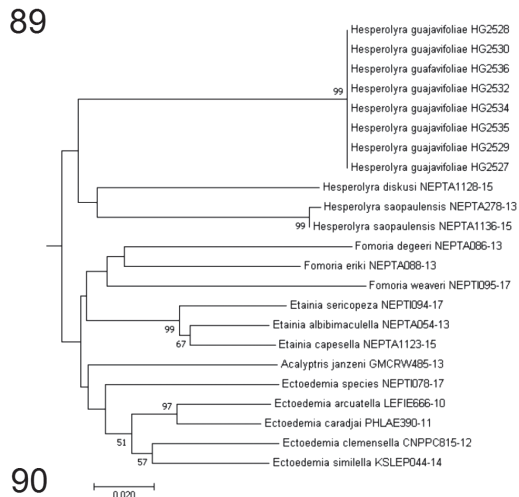 89
Hesperolyra guajavifoliae HG2528
Hesperolyra guajavifoliae HG2530
Hesperolyra guafavifoliae HG2536
Hesperolyra guajavifoliae HG2532
99
Hesperolyra guajavifoliae HG2534
Hesperolyra guajavifoliae HG2535
Hesperolyra guajavifoliae HG2529
Hesperolyra guajavifoliae HG2527
Hesperolyra diskusi NEPTA1128-15
Hesperolyra saopaulensis NEPTA278-13
99
Hesperolyra saopaulensis NEPTA1136-15
Fomoria degeeri NEPTA086-13
Fomoria eriki NEPTA088-13
Fomoria weaveri NEPTI095-17
Etainia sericopeza NEPTI094-17
99
Etainia albibimaculella NEPTA054-13
67
Etainia capesella NEPTA1123-15
Acalyptris janzeni GMCRW485-13
Ectoedemia species NEPTI078-17
97
Ectoedemia arcuatella LEFIE666-10
Ectoedemia caradjai PHLAE390-11
51
Ectoedemia clemensella CNPPC815-12
57
Ectoedemia similella KSLEP044-14
90
0.020